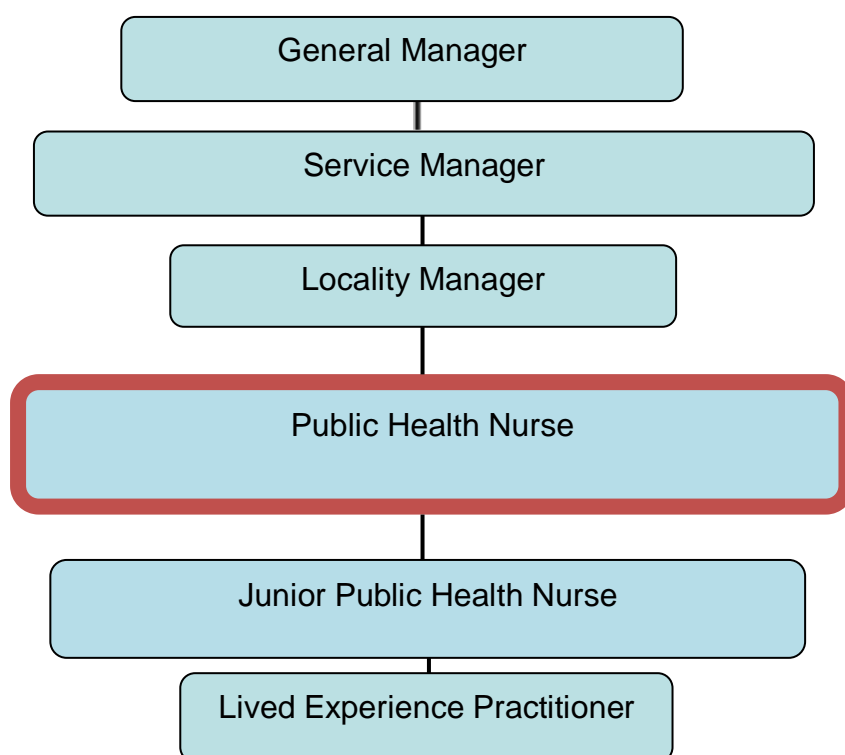 General Manager
Service Manager
Locality Manager
Public Health Nurse
Junior Public Health Nurse
Lived Experience Practitioner